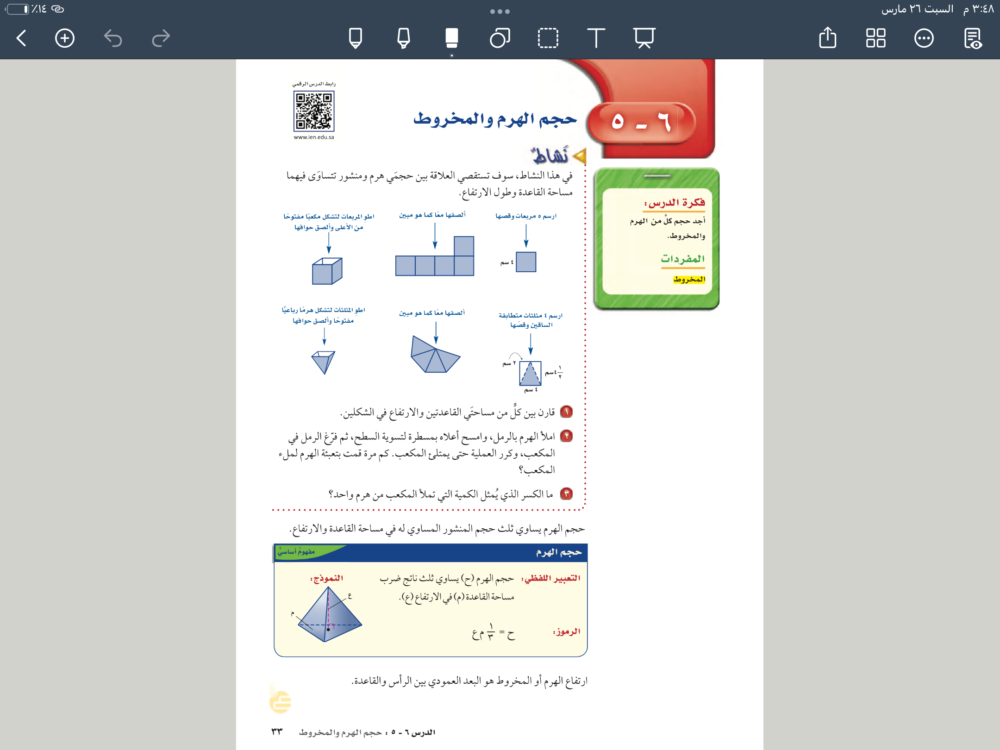 ٣:٤٨ م السبت ٢٦ مارس
٪١٤
رابط الدرس الرقمي
www.ien.edu.sa
٦ - ٥
حجم الهرم والمخروط
فكرة الدرس:
أجد حجم كلٍّ من الهرم
والمخروط.
المفردات
المخروط
نَشاطٌ
في هذا النشاط، سوف تستقصي العلاقة بين حجمَي هرم ومنشور تتساوَى فيهما
مساحة القاعدة وطول الارتفاع.
ارسم ٥ مربعات وقصها
٤ سم
ألصقها معًا كما هو مبين
اطوِ المربعات لتشكل مكعبًا مفتوحًا
من الأعلى وألصق حوافها
ارسم ٤ مثلثات متطابقة
الساقين وقصّها
٢ سم
٤ ١/٢ سم
٤ سم
ألصقها معًا كما هو مبين
اطوِ المثلثات لتشكل هرمًا رباعيًّا
مفتوحًا وألصق حوافها
١ قارن بين كلٍّ من مساحتَي القاعدتين والارتفاع في الشكلين.
٢ املأ الهرم بالرمل، وامسح أعلاه بمسطرة لتسوية السطح، ثم فرّغ الرمل في
المكعب، وكرر العملية حتى يمتلئ المكعب. كم مرة قمت بتعبئة الهرم لملء
المكعب؟
٣ ما الكسر الذي يُمثل الكمية التي تملأ المكعب من هرم واحد؟
حجم الهرم يساوي ثلث حجم المنشور المساوي له في مساحة القاعدة والارتفاع.
حجم الهرم
مفهومٌ أساسيٌّ
التعبير اللفظي: حجم الهرم (ح) يساوي ثلث ناتج ضرب
مساحة القاعدة (م) في الارتفاع (ع).
الرموز: ح = ١/٣ م ع
النموذج:
ع
م
ارتفاع الهرم أو المخروط هو البعد العمودي بين الرأس والقاعدة.
الدرس ٦ - ٥ : حجم الهرم والمخروط ٣٣